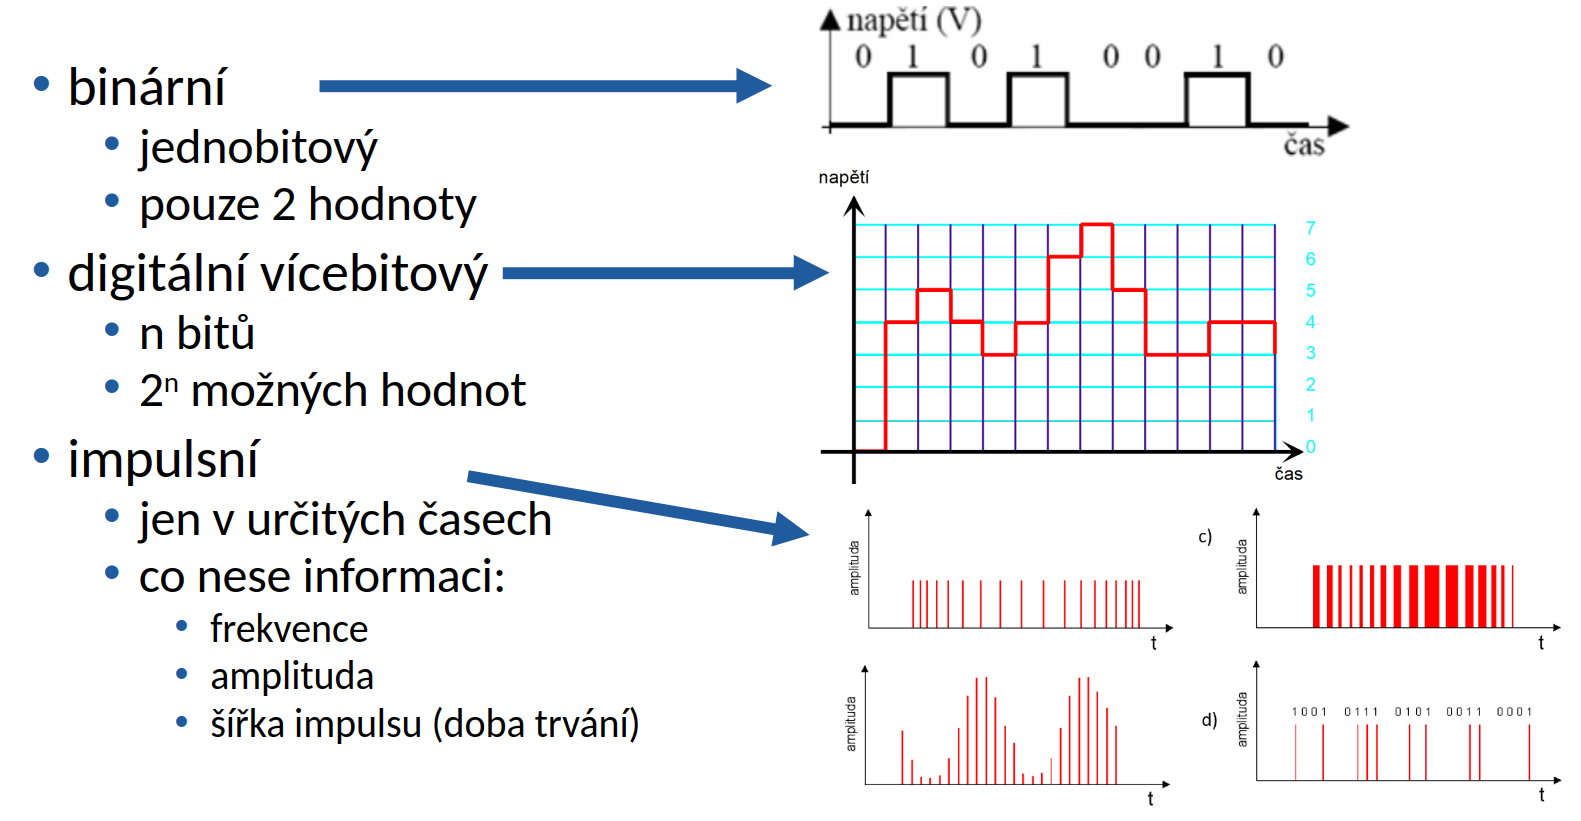 • binární
• jednobitový
• pouze 2 hodnoty
• digitální vícebitový
• n bitů
• 2ⁿ možných hodnot
• impulsní
• jen v určitých časech
• co nese informaci:
• frekvence
• amplituda
• šířka impulsu (doba trvání)
napětí (V)
0 1 0 1 0 0 1 0
čas
napětí
7
6
5
4
3
2
1
0
čas
amplituda
t
c)
amplituda
t
amplituda
t
d)
amplituda
1001 0111 0101 0011 0001
t